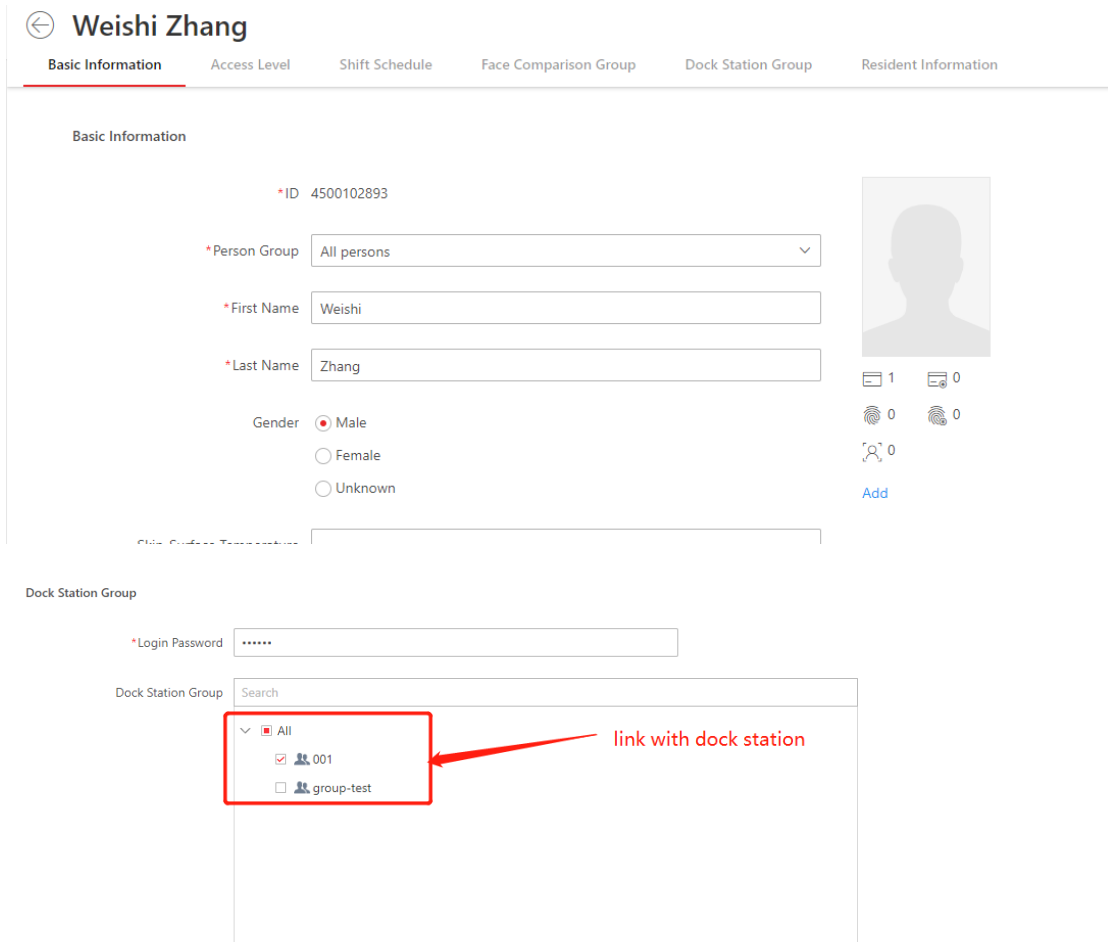 Weishi Zhang
Basic Information Access Level Shift Schedule Face Comparison Group Dock Station Group Resident Information
Basic Information
*ID 4500102893
*Person Group All persons
*First Name Weishi
*Last Name Zhang
1 0
Gender Male
0 0
Female
0
Unknown
Add
Skin-Surface Temperature
Dock Station Group
*Login Password ••••••
Dock Station Group Search
All
link with dock station
001
group-test